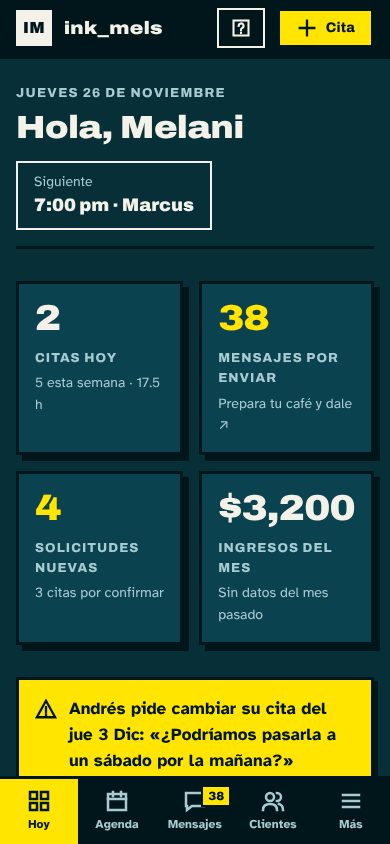 IM ink_mels
Cita
JUEVES 26 DE NOVIEMBRE
Hola, Melani
Siguiente
7:00 pm · Marcus
2
CITAS HOY
5 esta semana · 17.5
h
38
MENSAJES POR
ENVIAR
Prepara tu café y dale
↗
4
SOLICITUDES
NUEVAS
3 citas por confirmar
$3,200
INGRESOS DEL
MES
Sin datos del mes
pasado
Andrés pide cambiar su cita del
jue 3 Dic: «¿Podríamos pasarla a
un sábado por la mañana?»
Hoy
Agenda
38
Mensajes
Clientes
Más